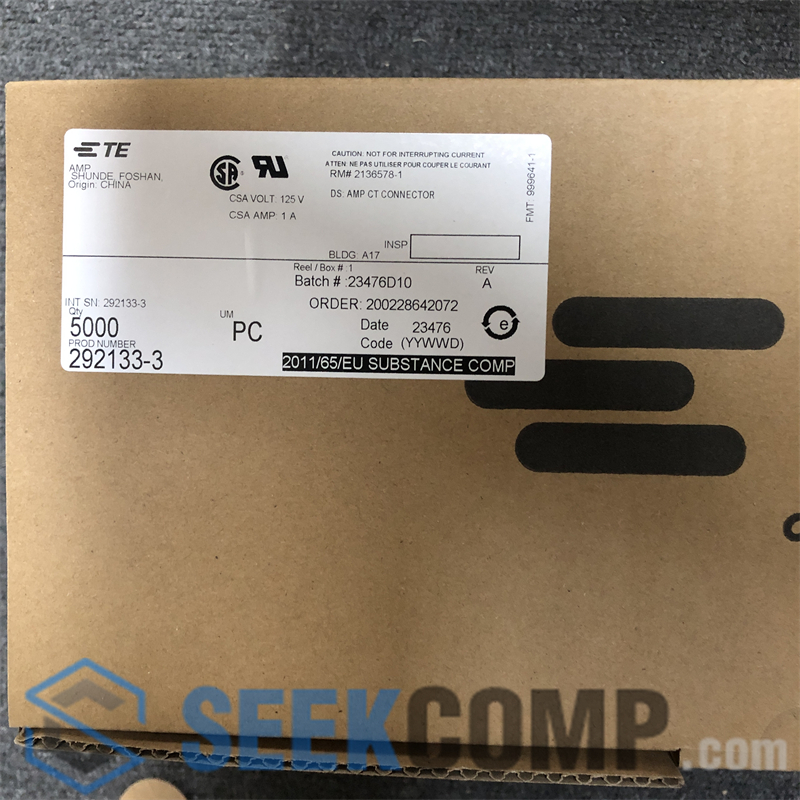 TE
AMP
SHUNDE, FOSHAN,
Origin: CHINA
CSA VOLT: 125 V
CSA AMP: 1 A
CAUTION: NOT FOR INTERRUPTING CURRENT
ATTEN: NE PAS UTILISER POUR COUPER LE COURANT
RM# 2136578-1
DS: AMP CT CONNECTOR
FMT 999641-1
INSP
BLDG: A17
Reel / Box # :1
Batch # :23476D10
REV
A
INT SN: 292133-3
ORDER: 200228642072
Qty
5000
UM
PC
Date 23476
Code (YYWWD)
e
PROD NUMBER
292133-3
2011/65/EU SUBSTANCE COMP
SEEKCOMP.com